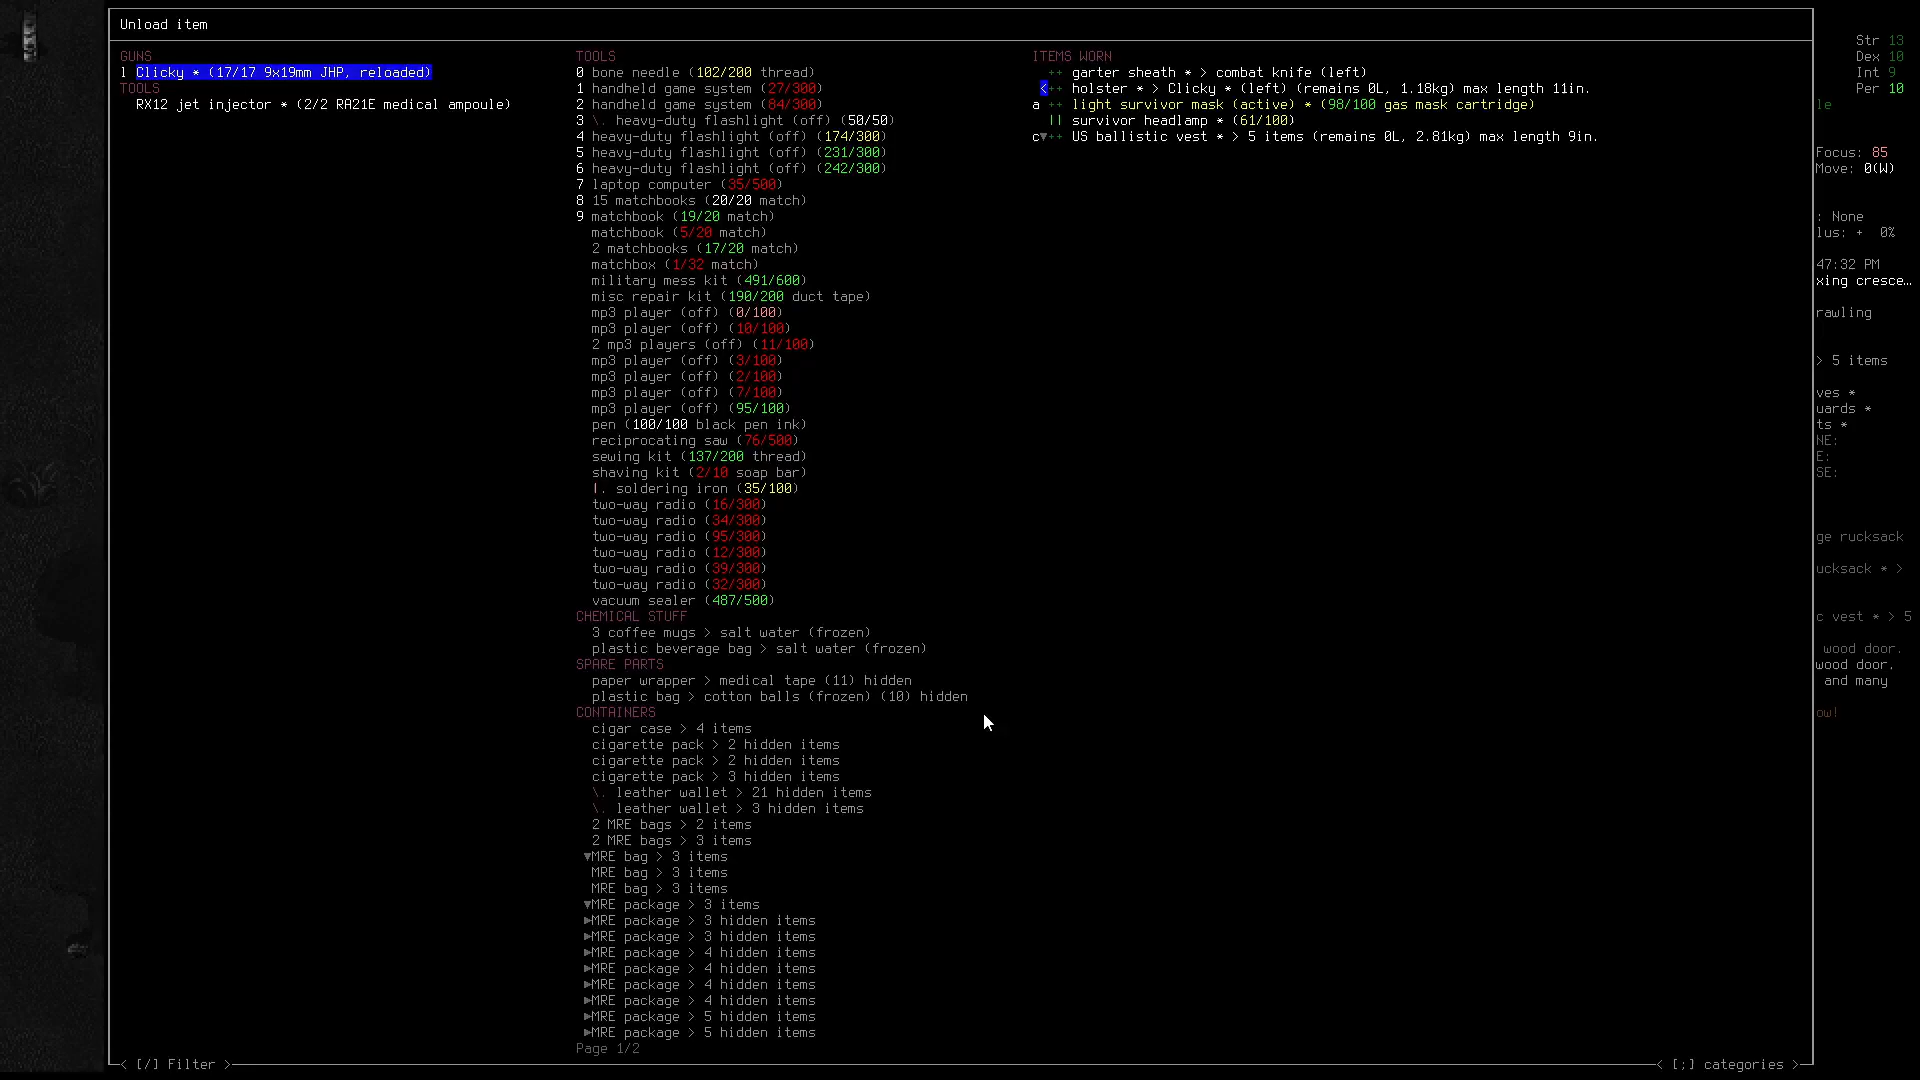 Unload item
GUNS
l Clicky * (17/17 9x19mm JHP, reloaded)
TOOLS
RX12 jet injector * (2/2 RA21E medical ampoule)
TOOLS
0 bone needle (102/200 thread)
1 handheld game system (27/300)
2 handheld game system (84/300)
3 \. heavy-duty flashlight (off) (50/50)
4 heavy-duty flashlight (off) (174/300)
5 heavy-duty flashlight (off) (231/300)
6 heavy-duty flashlight (off) (242/300)
7 laptop computer (35/500)
8 15 matchbooks (20/20 match)
9 matchbook (19/20 match)
matchbook (5/20 match)
2 matchbooks (17/20 match)
matchbox (1/32 match)
military mess kit (491/600)
misc repair kit (190/200 duct tape)
mp3 player (off) (0/100)
mp3 player (off) (10/100)
2 mp3 players (off) (11/100)
mp3 player (off) (3/100)
mp3 player (off) (2/100)
mp3 player (off) (7/100)
mp3 player (off) (95/100)
pen (100/100 black pen ink)
reciprocating saw (76/500)
sewing kit (137/200 thread)
shaving kit (2/10 soap bar)
|. soldering iron (35/100)
two-way radio (16/300)
two-way radio (34/300)
two-way radio (95/300)
two-way radio (12/300)
two-way radio (39/300)
two-way radio (32/300)
vacuum sealer (487/500)
CHEMICAL STUFF
3 coffee mugs > salt water (frozen)
plastic beverage bag > salt water (frozen)
SPARE PARTS
paper wrapper > medical tape (11) hidden
plastic bag > cotton balls (frozen) (10) hidden
CONTAINERS
cigar case > 4 items
cigarette pack > 2 hidden items
cigarette pack > 2 hidden items
cigarette pack > 3 hidden items
\. leather wallet > 21 hidden items
\. leather wallet > 3 hidden items
2 MRE bags > 2 items
2 MRE bags > 3 items
▼MRE bag > 3 items
MRE bag > 3 items
MRE bag > 3 items
▼MRE package > 3 items
▶MRE package > 3 hidden items
▶MRE package > 3 hidden items
▶MRE package > 4 hidden items
▶MRE package > 4 hidden items
▶MRE package > 4 hidden items
▶MRE package > 4 hidden items
▶MRE package > 5 hidden items
▶MRE package > 5 hidden items
Page 1/2
ITEMS WORN
++ garter sheath * > combat knife (left)
< ++ holster * > Clicky * (left) (remains 0L, 1.18kg) max length 11in.
a ++ light survivor mask (active) * (98/100 gas mask cartridge)
|| survivor headlamp * (61/100)
c▼++ US ballistic vest * > 5 items (remains 0L, 2.81kg) max length 9in.
< [/] Filter >
< [;] categories >
Str 13
Dex 10
Int 9
Per 10
le
Focus: 85
Move: 0(W)
: None
lus: + 0%
47:32 PM
xing cresce…
rawling
> 5 items
ves *
uards *
ts *
NE:
E:
SE:
ge rucksack
ucksack * >
c vest * > 5
wood door.
wood door,
and many
ow!